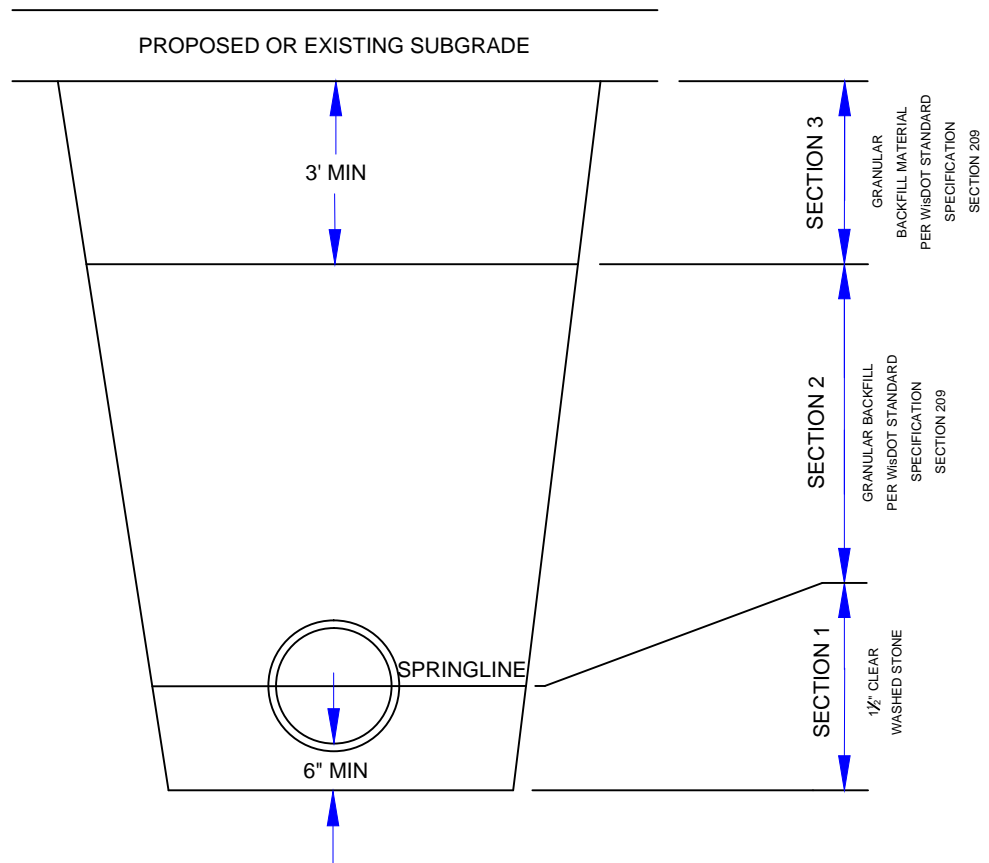 PROPOSED OR EXISTING SUBGRADE
3' MIN
SECTION 3
GRANULAR
BACKFILL MATERIAL
PER WisDOT STANDARD
SPECIFICATION
SECTION 209
SECTION 2
GRANULAR BACKFILL
PER WisDOT STANDARD
SPECIFICATION
SECTION 209
SPRINGLINE
6" MIN
SECTION 1
1½" CLEAR
WASHED STONE